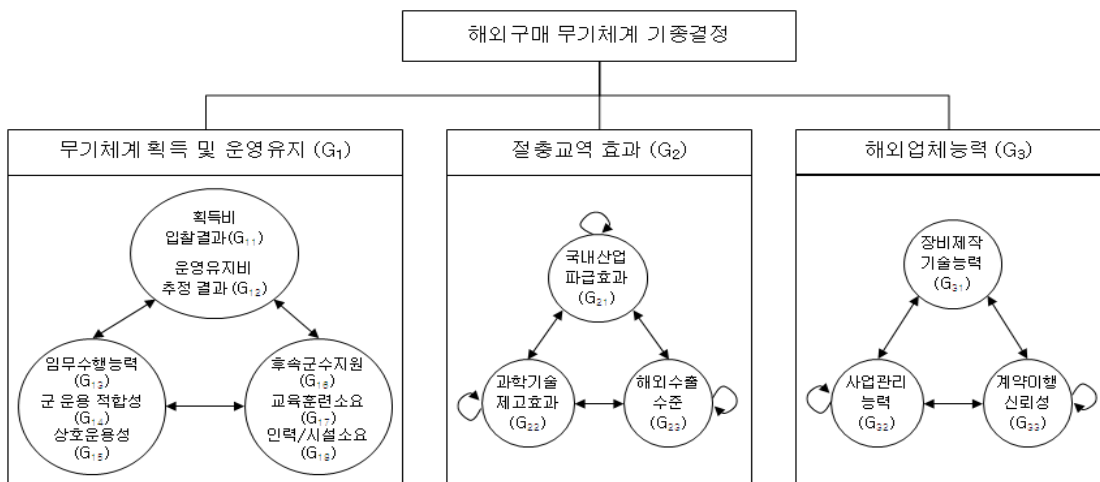 해외구매 무기체계 기종결정
무기체계 획득 및 운영유지 (G₁)
획득비
입찰결과(G₁₁)
운영유지비
추정 결과 (G₁₂)
임무수행능력
(G₁₃)
군 운용 적합성
(G₁₄)
상호운용성
(G₁₅)
후속군수지원
(G₁₆)
교육훈련소요
(G₁₇)
인력/시설소요
(G₁₈)
절충교역 효과 (G₂)
국내산업
파급효과
(G₂₁)
과학기술
제고효과
(G₂₂)
해외수출
수준
(G₂₃)
해외업체능력 (G₃)
장비제작
기술능력
(G₃₁)
사업관리
능력
(G₃₂)
계약이행
신뢰성
(G₃₃)